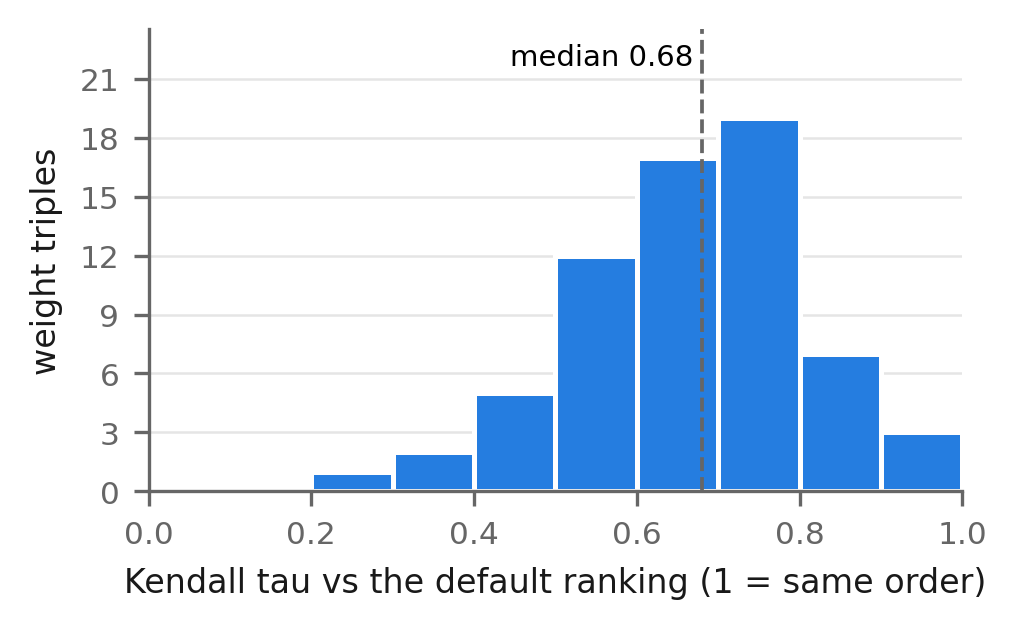 median 0.68
weight triples
21
18
15
12
9
6
3
0
0.0 0.2 0.4 0.6 0.8 1.0
Kendall tau vs the default ranking (1 = same order)